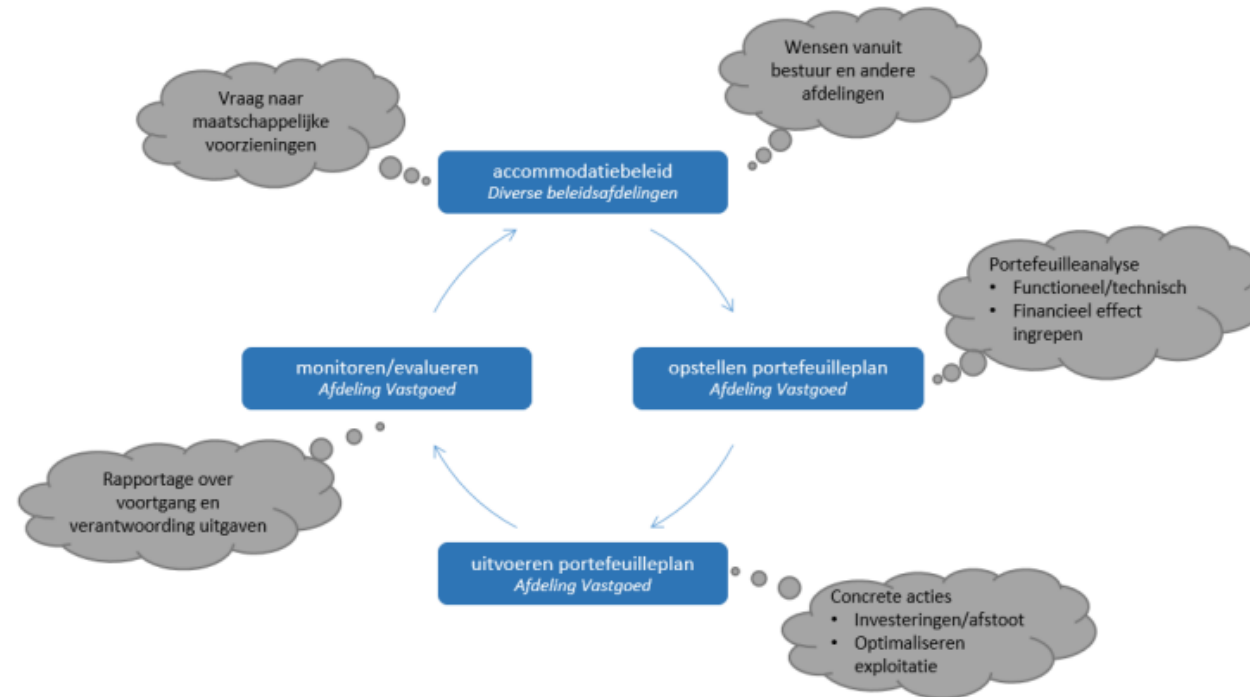 Wensen vanuit
bestuur en andere
afdelingen
Vraag naar
maatschappelijke
voorzieningen
accommodatiebeleid
Diverse beleidsafdelingen
Portefeuilleanalyse
• Functioneel/technisch
• Financieel effect
ingrepen
monitoren/evalueren
Afdeling Vastgoed
opstellen portefeuilleplan
Afdeling Vastgoed
Rapportage over
voortgang en
verantwoording uitgaven
uitvoeren portefeuilleplan
Afdeling Vastgoed
Concrete acties
• Investeringen/afstoot
• Optimaliseren
exploitatie